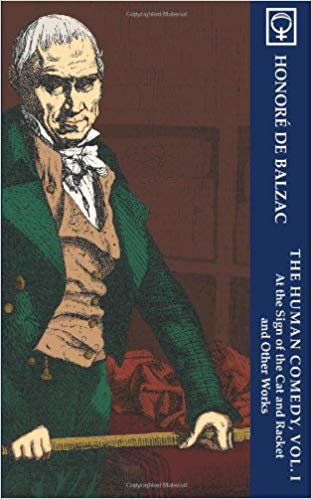 HONORÉ DE BALZAC
THE HUMAN COMEDY, VOL. I
At the Sign of the Cat and Racket
and Other Works